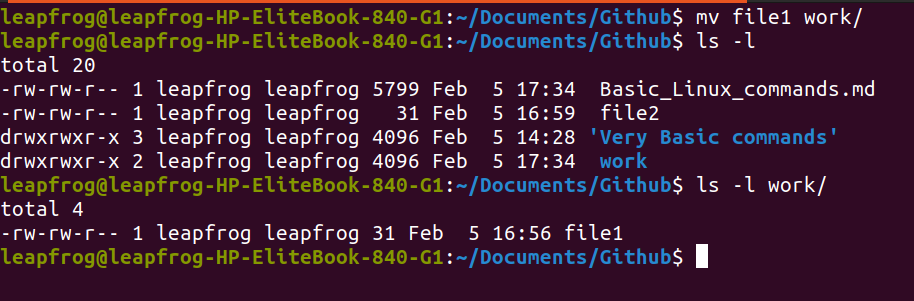 leapfrog@leapfrog-HP-EliteBook-840-G1:~/Documents/Github$ mv file1 work/
leapfrog@leapfrog-HP-EliteBook-840-G1:~/Documents/Github$ ls -l
total 20
-rw-rw-r-- 1 leapfrog leapfrog 5799 Feb  5 17:34  Basic_Linux_commands.md
-rw-rw-r-- 1 leapfrog leapfrog   31 Feb  5 16:59  file2
drwxrwxr-x 3 leapfrog leapfrog 4096 Feb  5 14:28 'Very Basic commands'
drwxrwxr-x 2 leapfrog leapfrog 4096 Feb  5 17:34  work
leapfrog@leapfrog-HP-EliteBook-840-G1:~/Documents/Github$ ls -l work/
total 4
-rw-rw-r-- 1 leapfrog leapfrog 31 Feb  5 16:56 file1
leapfrog@leapfrog-HP-EliteBook-840-G1:~/Documents/Github$